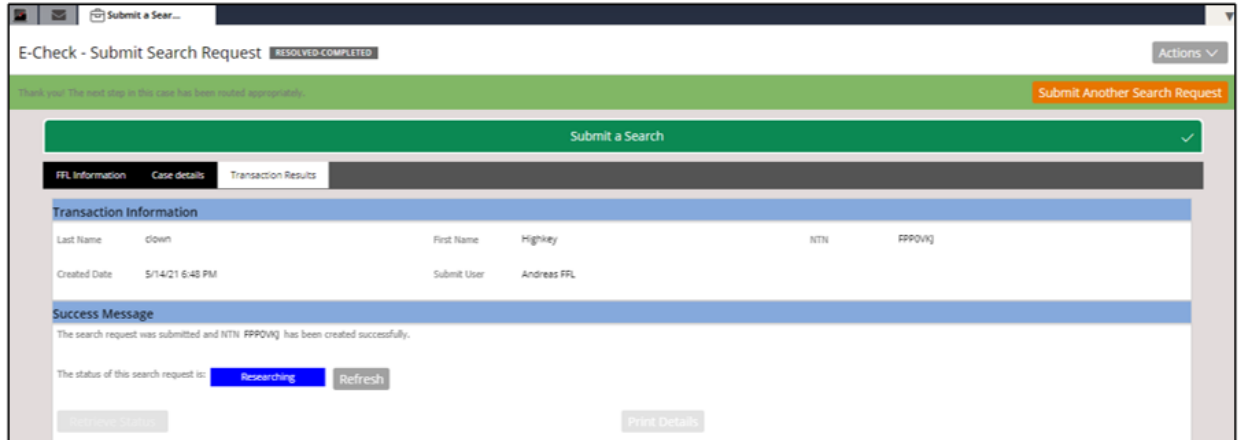 Submit a Sear...
E-Check - Submit Search Request RESOLVED-COMPLETED Actions
Thank you! The next step in this case has been routed appropriately. Submit Another Search Request
Submit a Search
FFL Information Case details Transaction Results
Transaction Information
Last Name clown First Name Highkey NTN FPP0VKJ
Created Date 5/14/21 6:48 PM Submit User Andreas FFL
Success Message
The search request was submitted and NTN FPP0VKJ has been created successfully.
The status of this search request is: Researching Refresh
Retrieve Status Print Details